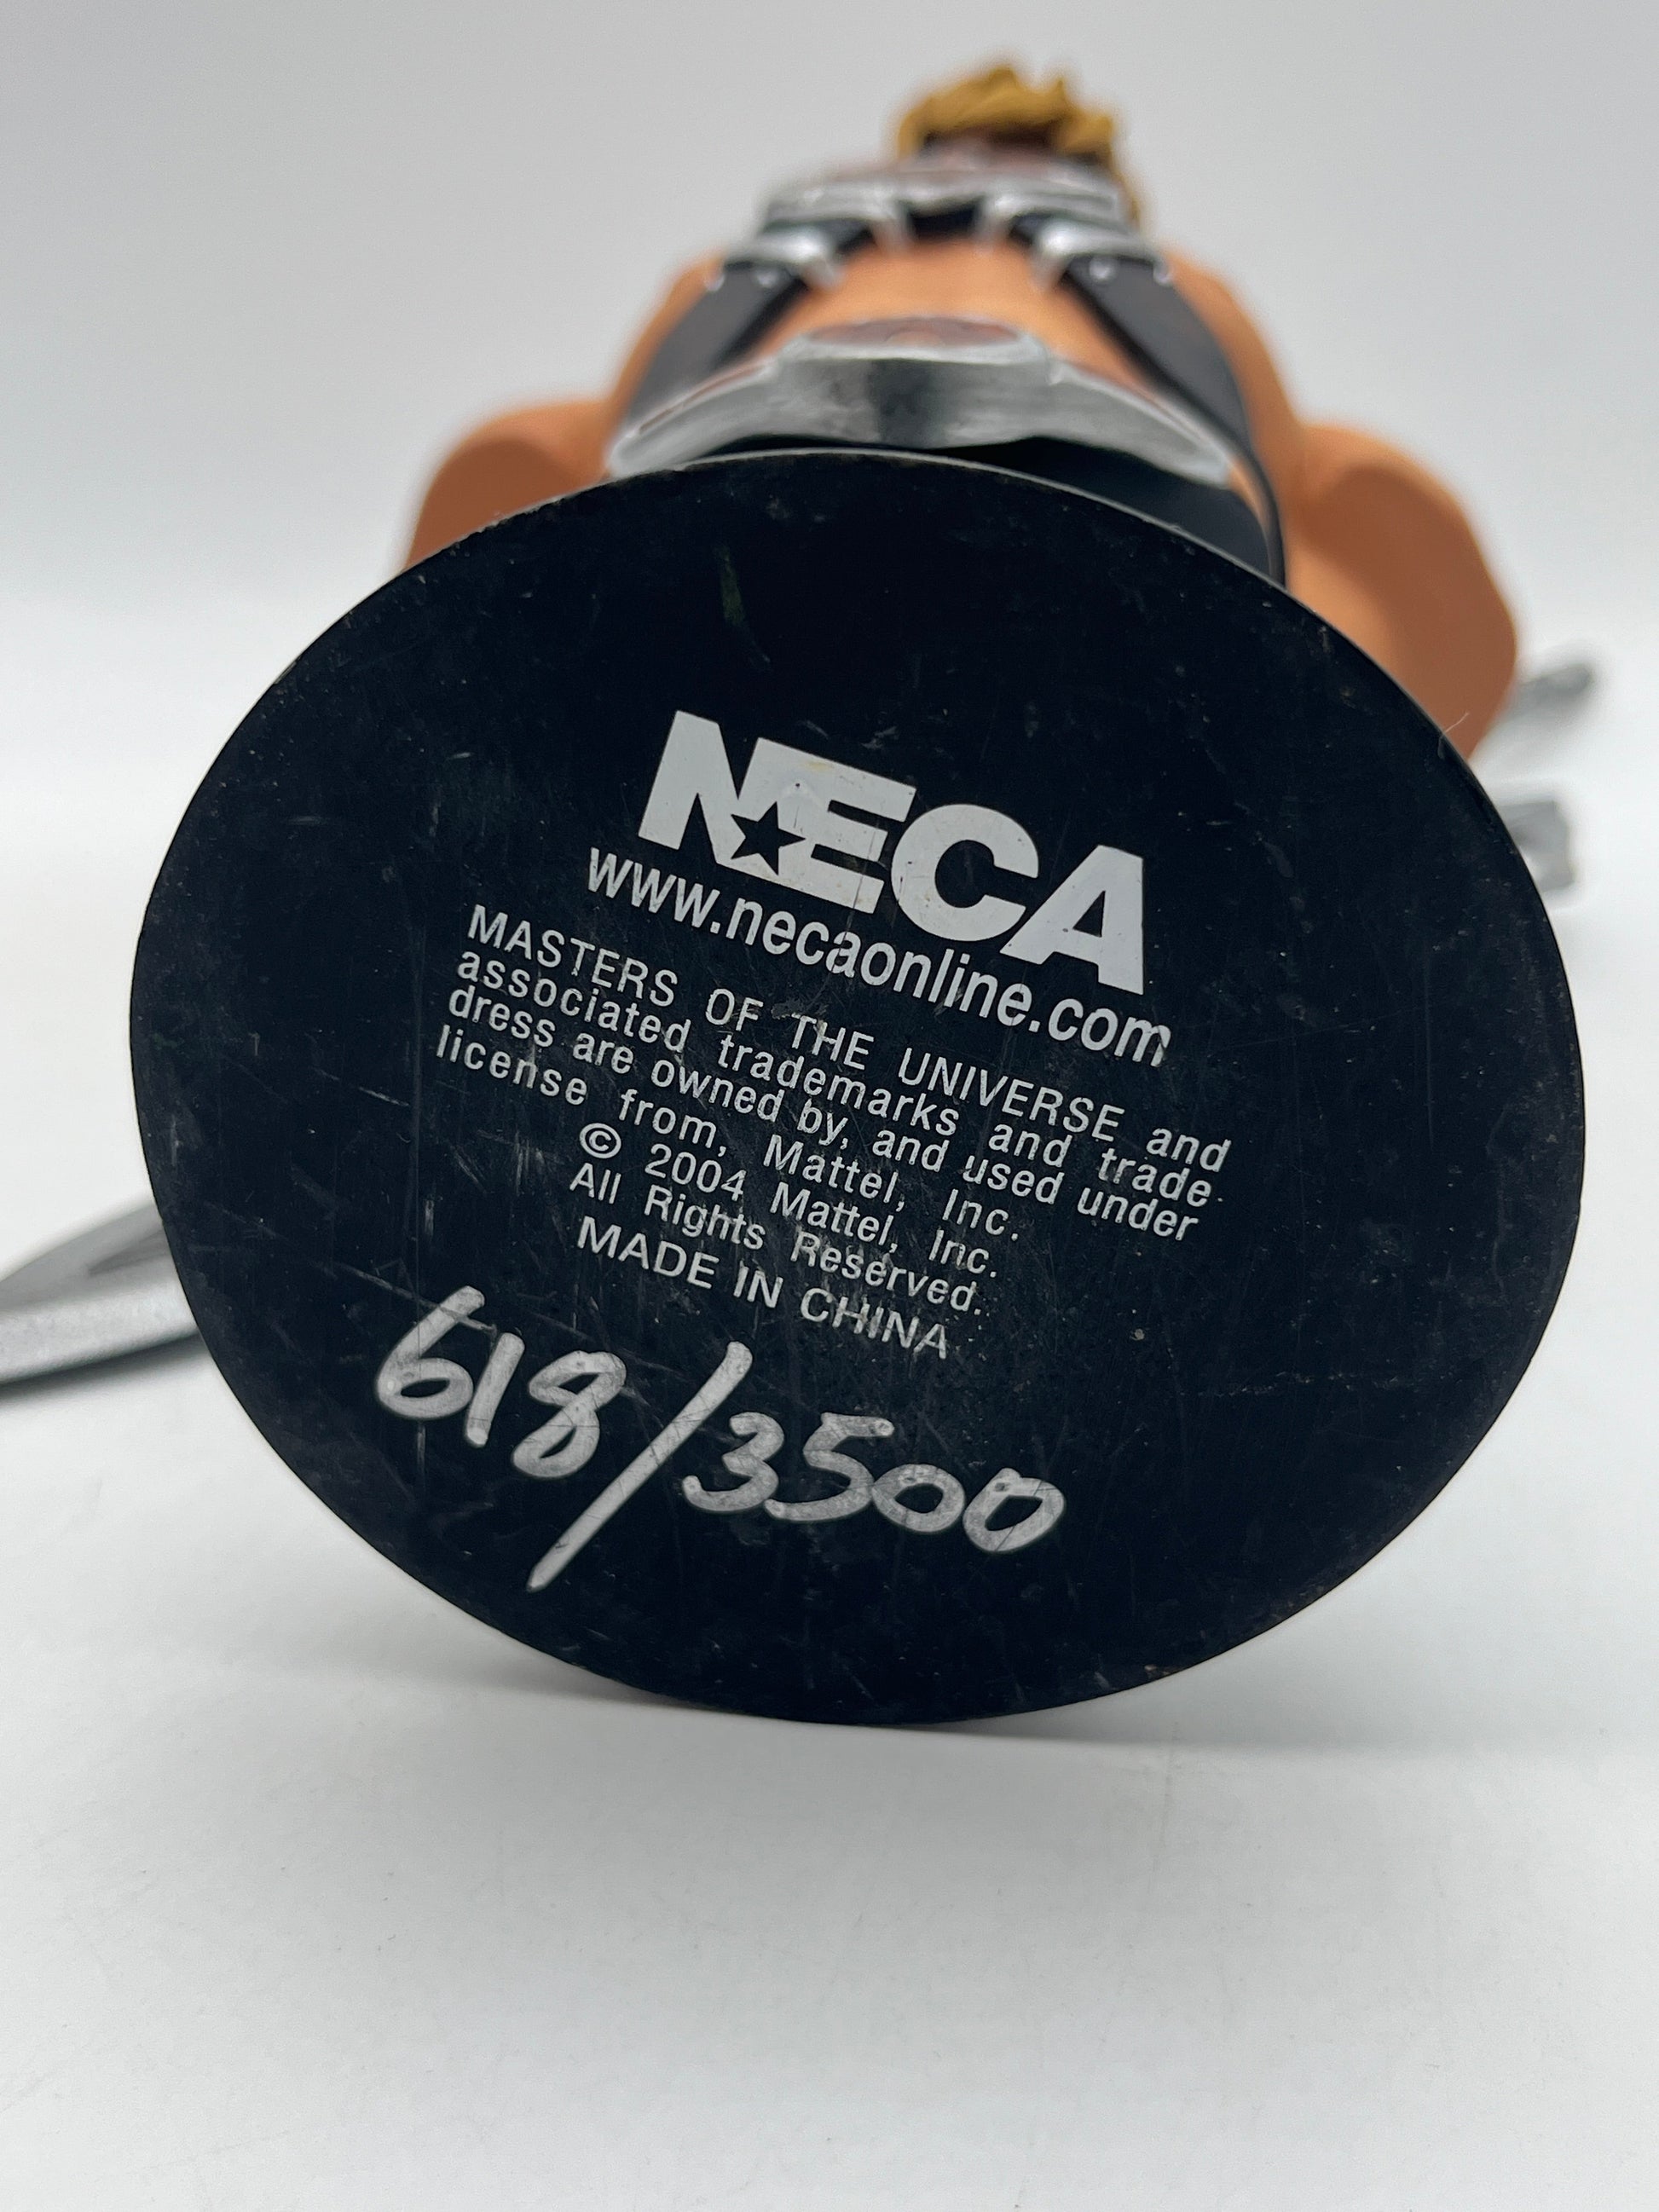 NECA
www.necaonline.com
MASTERS OF THE UNIVERSE and
associated trademarks and trade
dress are owned by, and used under
license from, Mattel, Inc.
© 2004 Mattel, Inc.
All Rights Reserved.
MADE IN CHINA
618/3500